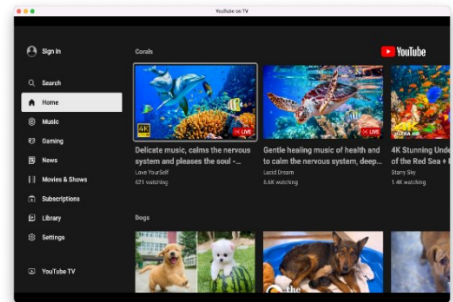 YouTube on TV
Sign in
Search
Home
Music
Gaming
News
Movies & Shows
Subscriptions
Library
Settings
YouTube TV
YouTube
Corals
4K
LIVE
Delicate music, calms the nervous
system and pleases the soul -...
Love YourSelf
621 watching
LIVE
Gentle healing music of health and
to calm the nervous system, deep...
Lucid Dream
6.6K watching
4K Stunning Unde
of the Red Sea +
Starry Sky
1.4K watching
Dogs
the